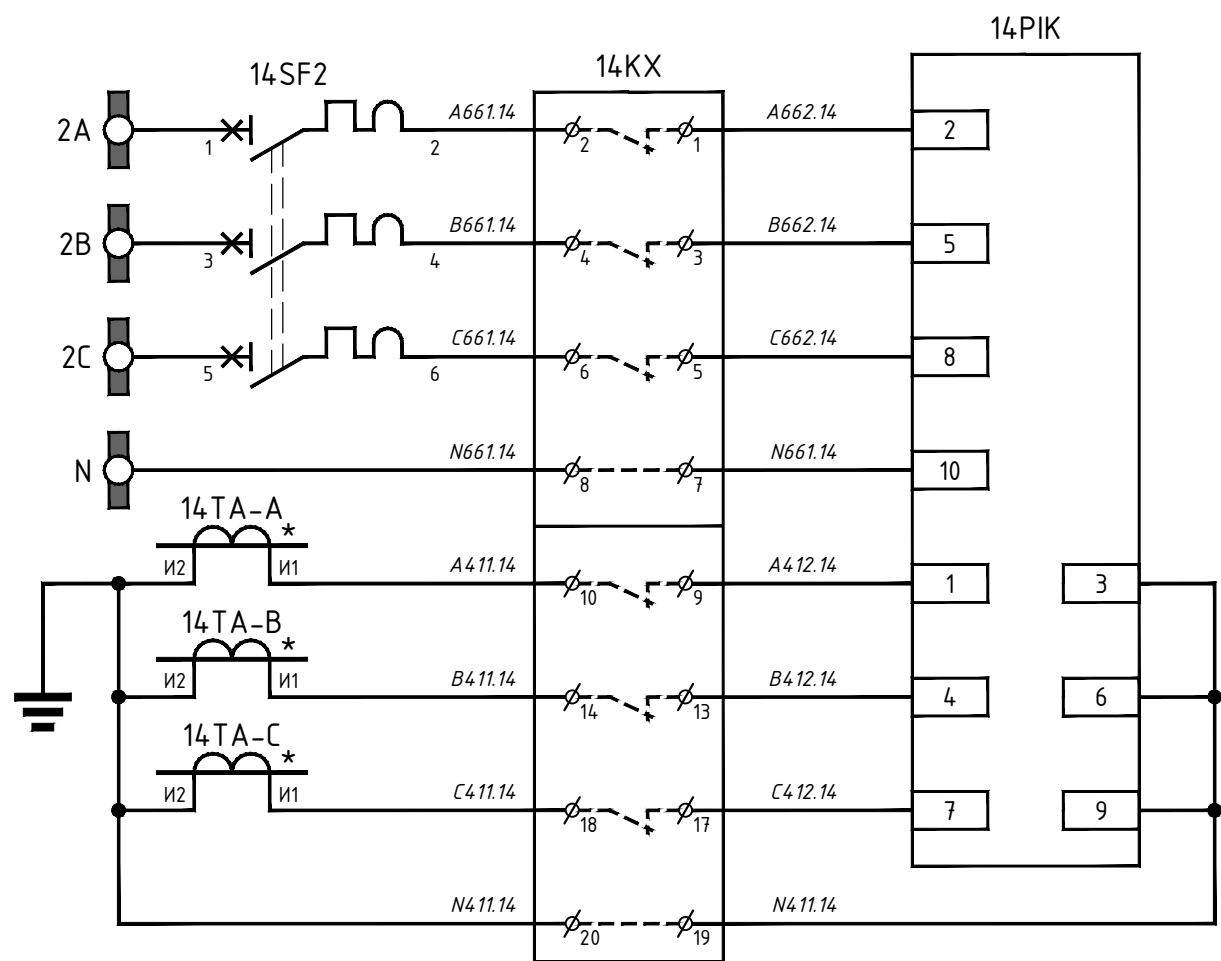 14PIK
14SF2
14KX
2A
1
2
A661.14
2
1
A662.14
2
2B
3
4
B661.14
4
3
B662.14
5
2C
5
6
C661.14
6
5
C662.14
8
N
N661.14
8
7
N661.14
10
14TA-A
*
И2
И1
A411.14
10
9
A412.14
1
3
14TA-B
*
И2
И1
B411.14
14
13
B412.14
4
6
14TA-C
*
И2
И1
C411.14
18
17
C412.14
7
9
N411.14
20
19
N411.14